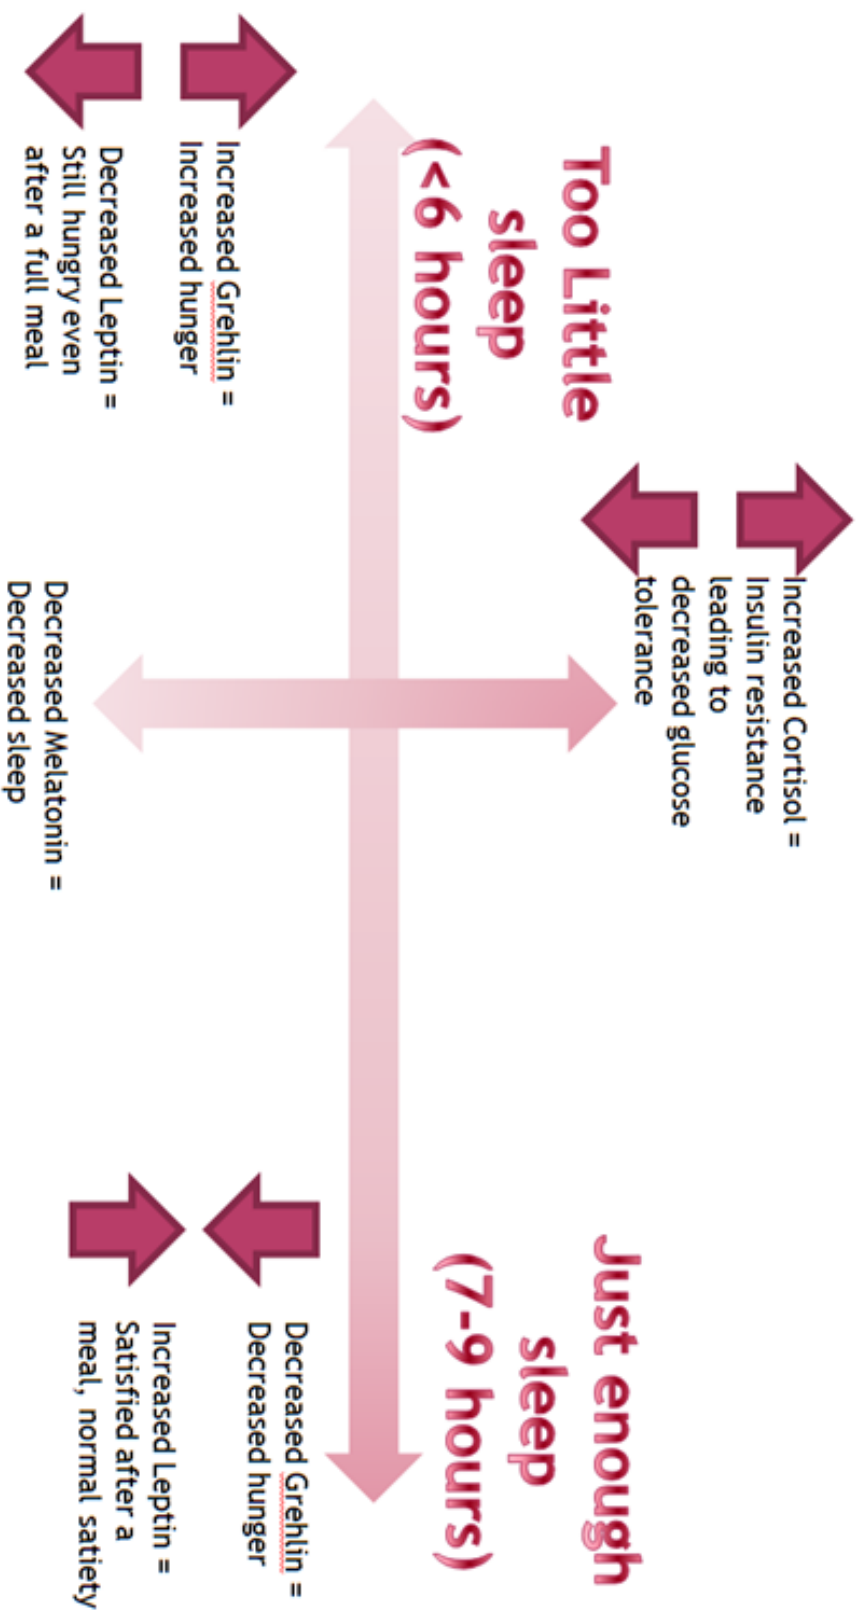 Increased Cortisol =
Insulin resistance
leading to
decreased glucose
tolerance
Too Little
sleep
(<6 hours)
Just enough
sleep
(7-9 hours)
Increased Grehlin =
Increased hunger
Decreased Leptin =
Still hungry even
after a full meal
Decreased Grehlin =
Decreased hunger
Increased Leptin =
Satisfied after a
meal, normal satiety
Decreased Melatonin =
Decreased sleep